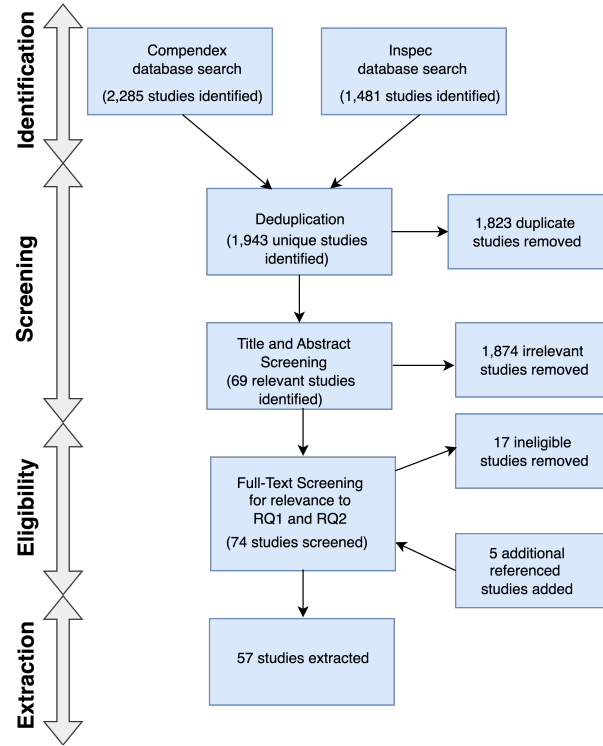 Identification
Compendex
database search
(2,285 studies identified)
Inspec
database search
(1,481 studies identified)
Screening
Deduplication
(1,943 unique studies
identified)
1,823 duplicate
studies removed
Title and Abstract
Screening
(69 relevant studies
identified)
1,874 irrelevant
studies removed
Eligibility
Full-Text Screening
for relevance to
RQ1 and RQ2
(74 studies screened)
17 ineligible
studies removed
5 additional
referenced
studies added
Extraction
57 studies extracted